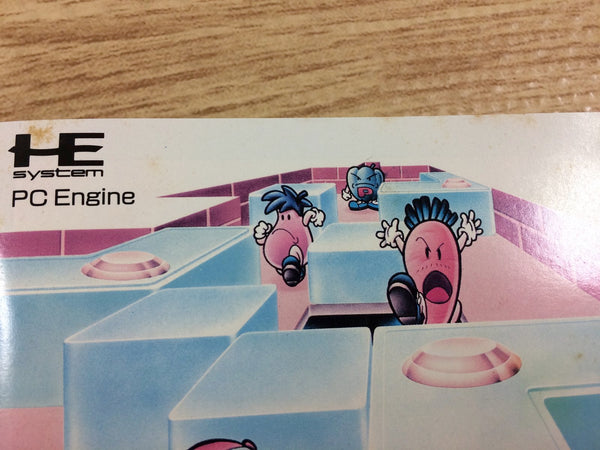 HE
system
PC Engine
P